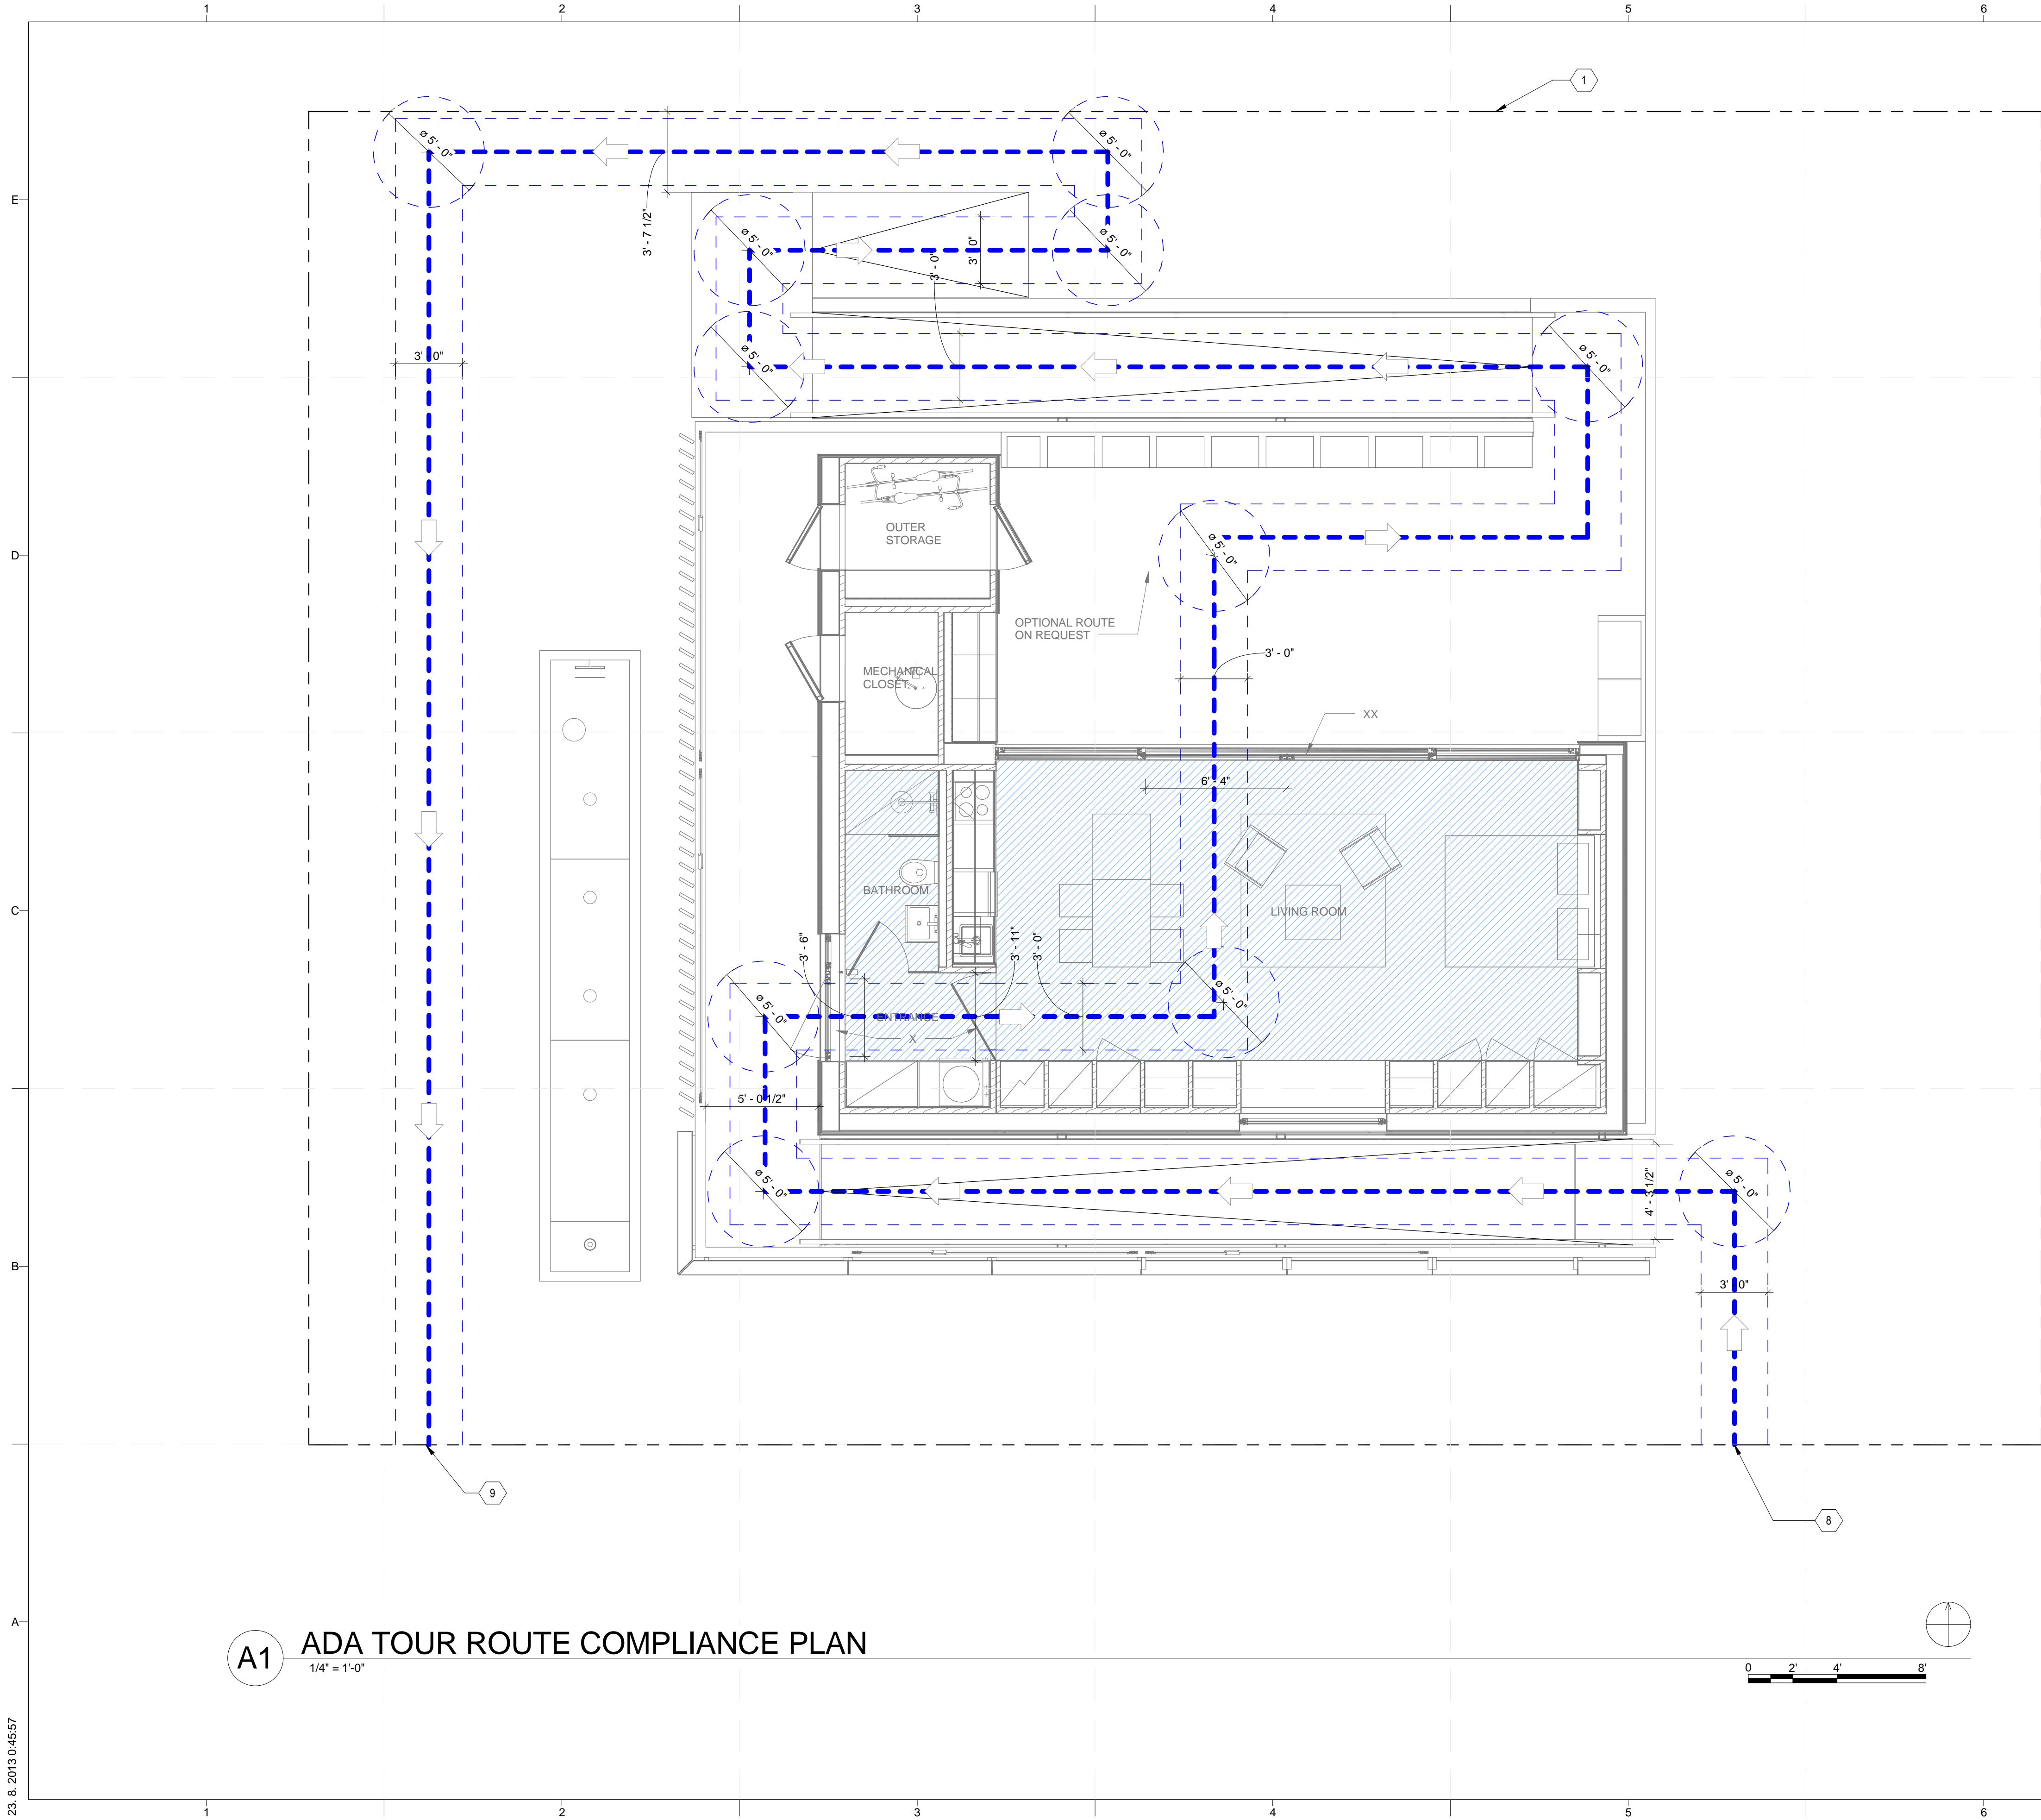 1 2 3 4 5 6
1
E
ø 5' - 0"
ø 5' - 0"
3' - 7 1/2"
ø 5' - 0"
ø 5' - 0"
3' - 0"
3' - 0"
3' - 0"
ø 5' - 0"
ø 5' - 0"
OUTER
STORAGE
D
ø 5' - 0"
OPTIONAL ROUTE
ON REQUEST
3' - 0"
MECHANICAL
CLOSET
XX
6' - 4"
BATHROOM
C
LIVING ROOM
3' - 6"
3' - 11"
3' - 0"
ø 5' - 0"
ø 5' - 0"
ENTRANCE
X
5' - 0 1/2"
ø 5' - 0"
4' - 3 1/2"
ø 5' - 0"
B
3' - 0"
9
8
A
A1
ADA TOUR ROUTE COMPLIANCE PLAN
1/4" = 1'-0"
0 2' 4' 8'
23. 8. 2013 0:45:57
1 2 3 4 5 6